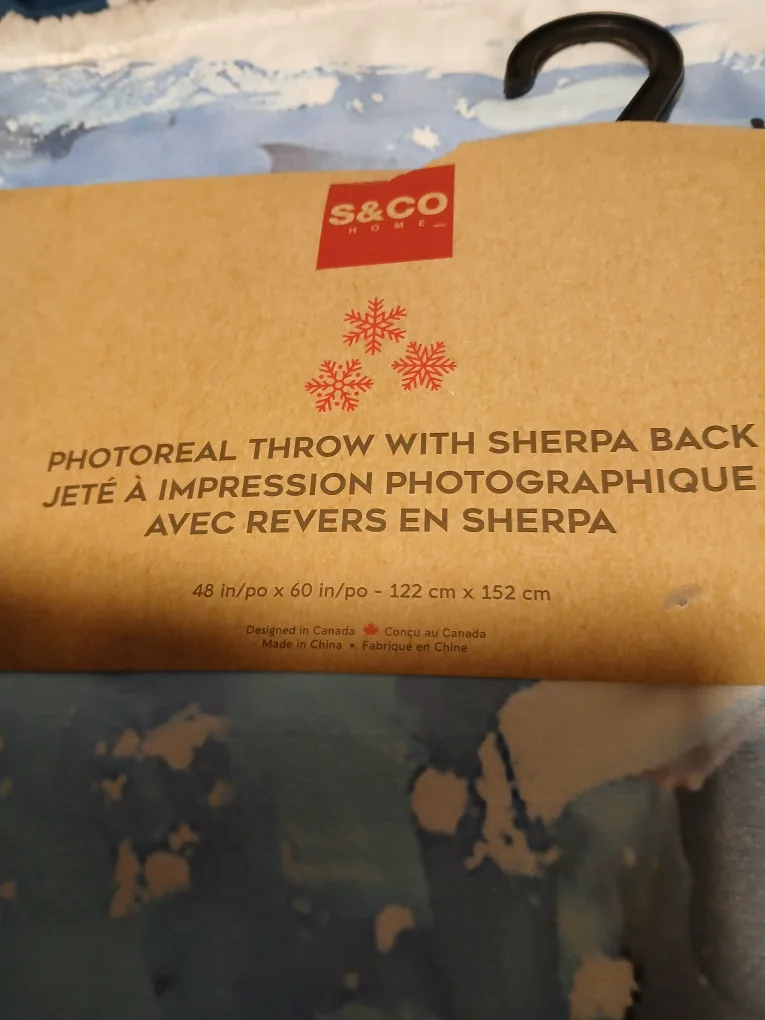 S&CO
HOME
PHOTOREAL THROW WITH SHERPA BACK
JETÉ À IMPRESSION PHOTOGRAPHIQUE
AVEC REVERS EN SHERPA
48 in/po x 60 in/po - 122 cm x 152 cm
Designed in Canada Conçu au Canada
Made in China • Fabriqué en Chine